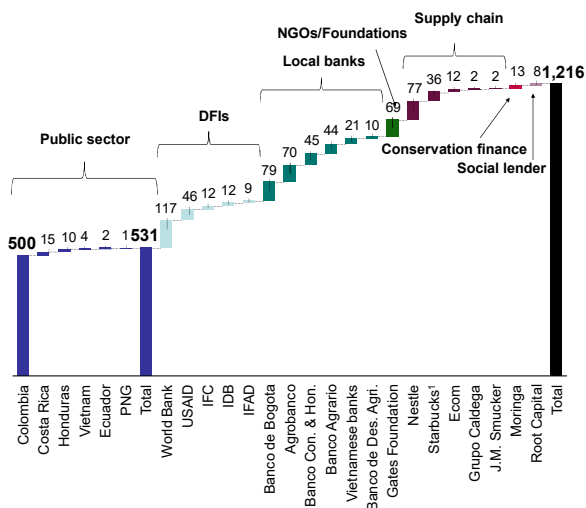 Supply chain
NGOs/Foundations
Local banks
DFIs
Public sector
Conservation finance
Social lender
500
15
10
4
2
1
531
117
46
12
12
9
79
70
45
44
21
10
69
77
36
12
2
2
13
8
1,216
Colombia
Costa Rica
Honduras
Vietnam
Ecuador
PNG
Total
World Bank
USAID
IFC
IDB
IFAD
Banco de Bogota
Agrobanco
Banco Con. & Hon.
Banco Agrario
Vietnamese banks
Banco de Des. Agri.
Gates Foundation
Nestle
Starbucks¹
Ecom
Grupo Caldega
J.M. Smucker
Moringa
Root Capital
Total